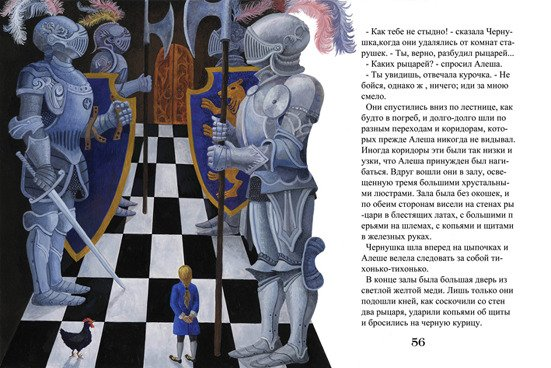 - Как тебе не стыдно! - сказала Черну-
шка,когда они удалялись от комнат ста-
рушек. - Ты, верно, разбудил рыцарей...
- Каких рыцарей? - спросил Алеша.
- Ты увидишь, отвечала курочка. - Не
бойся, однако ж , ничего; иди за мною
смело.
Они спустились вниз по лестнице, как
будто в погреб, и долго-долго шли по
разным переходам и коридорам, кото-
рых прежде Алеша никогда не видывал.
Иногда коридоры эти были так низки и
узки, что Алеша принужден был наги-
баться. Вдруг вошли они в залу, осве-
щенную тремя большими хрустальны-
ми люстрами. Зала была без окошек, и
по обеим сторонам висели на стенах ры-
цари в блестящих латах, с большими п
ерьями на шлемах, с копьями и щитами
в железных руках.
Чернушка шла вперед на цыпочках и
Алеше велела следовать за собой ти-
хонько-тихонько.
В конце залы была большая дверь из
светлой желтой меди. Лишь только они
подошли кней, как соскочили со стен
два рыцаря, ударили копьями об щиты
и бросились на черную курицу.
56